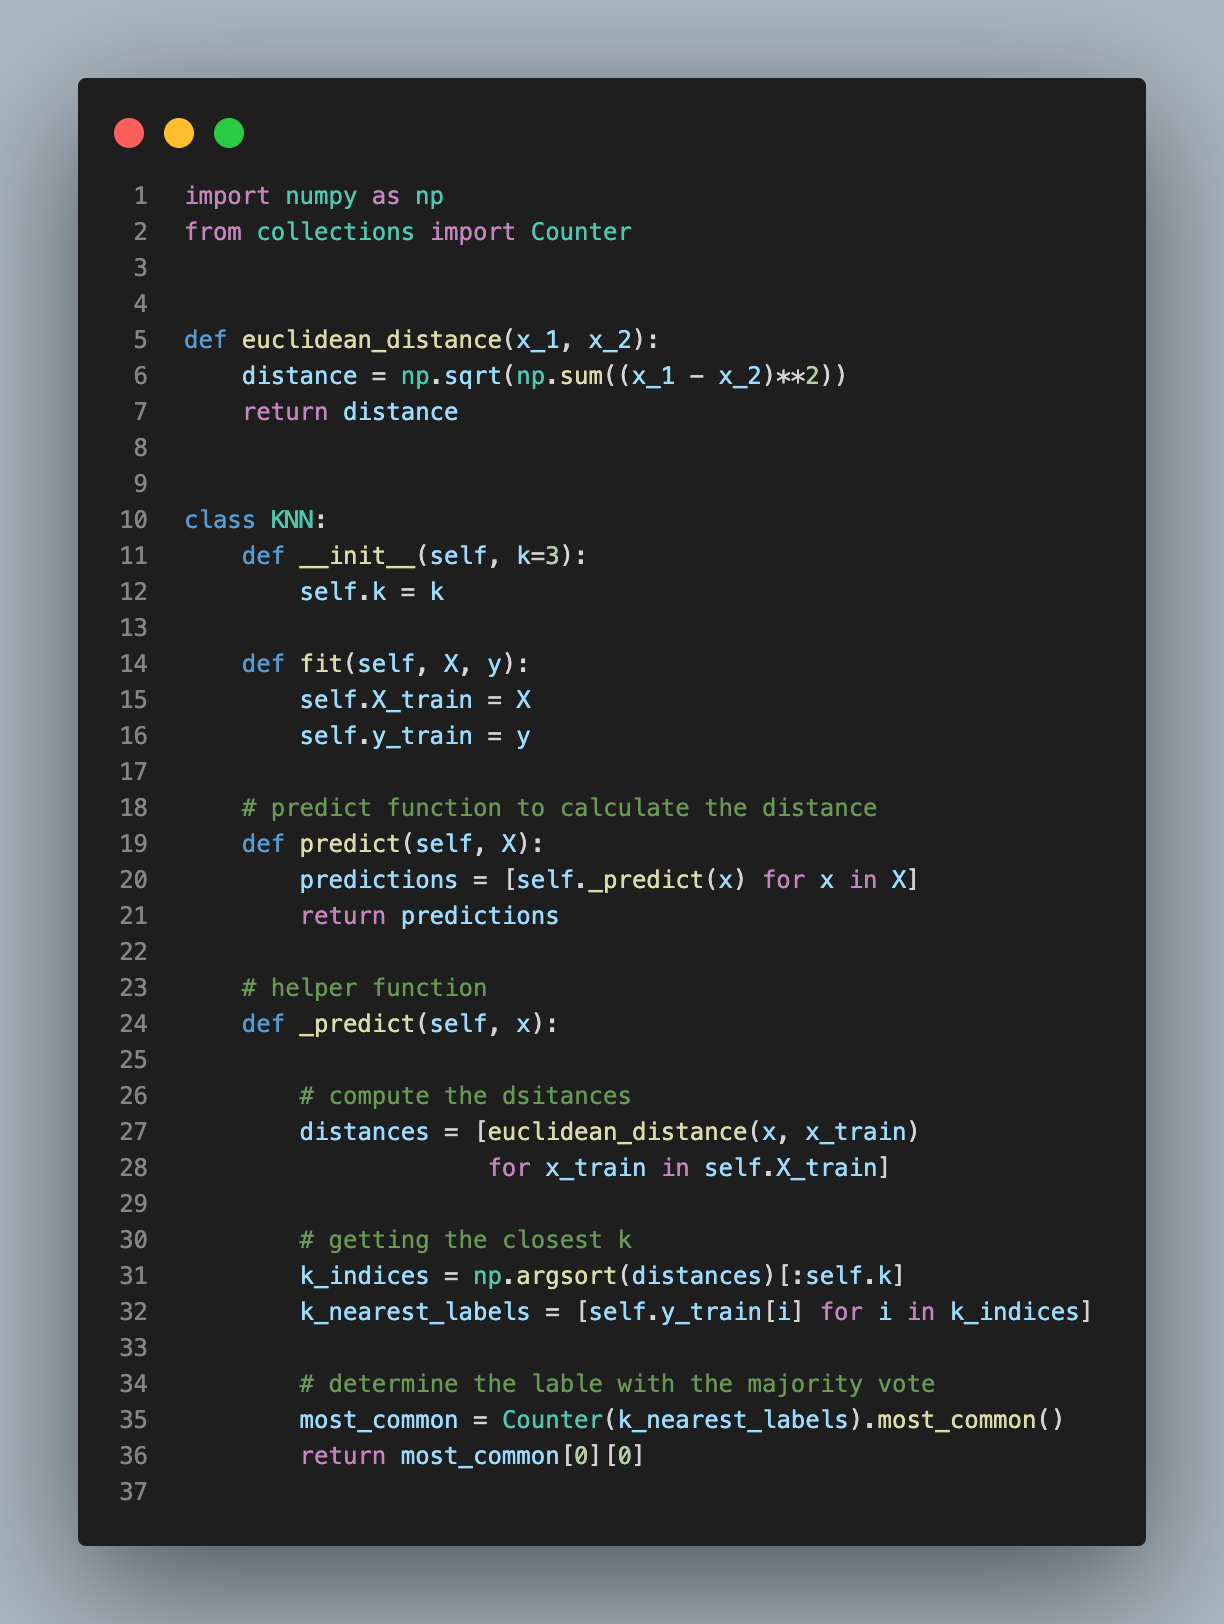 1 import numpy as np
2 from collections import Counter
3
4
5 def euclidean_distance(x_1, x_2):
6     distance = np.sqrt(np.sum((x_1 - x_2)**2))
7     return distance
8
9
10 class KNN:
11     def __init__(self, k=3):
12         self.k = k
13
14     def fit(self, X, y):
15         self.X_train = X
16         self.y_train = y
17
18     # predict function to calculate the distance
19     def predict(self, X):
20         predictions = [self._predict(x) for x in X]
21         return predictions
22
23     # helper function
24     def _predict(self, x):
25
26         # compute the dsitances
27         distances = [euclidean_distance(x, x_train)
28                      for x_train in self.X_train]
29
30         # getting the closest k
31         k_indices = np.argsort(distances)[:self.k]
32         k_nearest_labels = [self.y_train[i] for i in k_indices]
33
34         # determine the lable with the majority vote
35         most_common = Counter(k_nearest_labels).most_common()
36         return most_common[0][0]
37